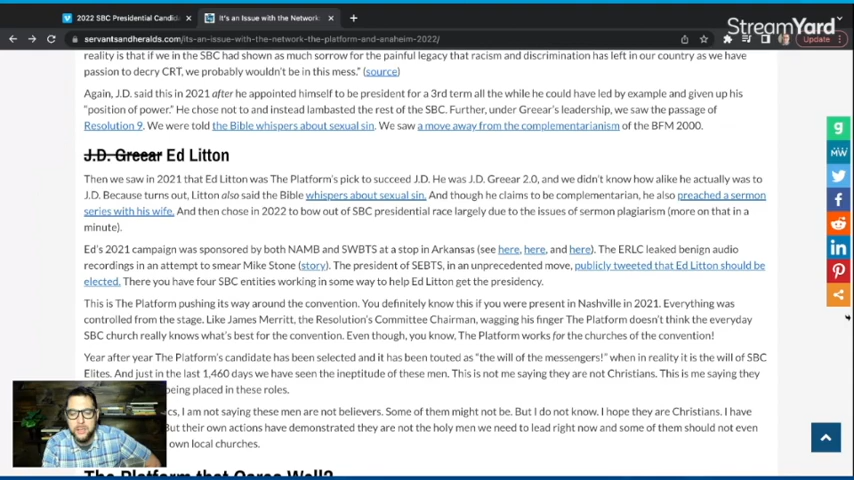 2022 SBC Presidential Candid
It's an Issue with the Network
StreamYard
servantsandheralds.com/its-an-issue-with-the-network-the-platform-and-anaheim-2022/
Update
reality is that if we in the SBC had shown as much sorrow for the painful legacy that racism and discrimination has left in our country as we have
passion to decry CRT, we probably wouldn't be in this mess." (source)
Again, J.D. said this in 2021 after he appointed himself to be president for a 3rd term all the while he could have led by example and given up his
"position of power." He chose not to and instead lambasted the rest of the SBC. Further, under Greear's leadership, we saw the passage of
Resolution 9. We were told the Bible whispers about sexual sin. We saw a move away from the complementarianism of the BFM 2000.
J.D. Greear Ed Litton
Then we saw in 2021 that Ed Litton was The Platform's pick to succeed J.D. He was J.D. Greear 2.0, and we didn't know how alike he actually was to
J.D. Because turns out, Litton also said the Bible whispers about sexual sin. And though he claims to be complementarian, he also preached a sermon
series with his wife. And then chose in 2022 to bow out of SBC presidential race largely due to the issues of sermon plagiarism (more on that in a
minute).
Ed's 2021 campaign was sponsored by both NAMB and SWBTS at a stop in Arkansas (see here, here, and here). The ERLC leaked benign audio
recordings in an attempt to smear Mike Stone (story). The president of SEBTS, in an unprecedented move, publicly tweeted that Ed Litton should be
elected. There you have four SBC entities working in some way to help Ed Litton get the presidency.
This is The Platform pushing its way around the convention. You definitely know this if you were present in Nashville in 2021. Everything was
controlled from the stage. Like James Merritt, the Resolution's Committee Chairman, wagging his finger The Platform doesn't think the everyday
SBC church really knows what's best for the convention. Even though, you know, The Platform works for the churches of the convention!
Year after year The Platform's candidate has been selected and it has been touted as "the will of the messengers!" when in reality it is the will of SBC
Elites. And just in the last 1,460 days we have seen the ineptitude of these men. This is not me saying they are not Christians. This is me saying they
being placed in these roles.
cs, I am not saying these men are not believers. Some of them might not be. But I do not know. I hope they are Christians. I have
But their own actions have demonstrated they are not the holy men we need to lead right now and some of them should not even
own local churches.
The Platform that Cares Well?
g
MW
f
in